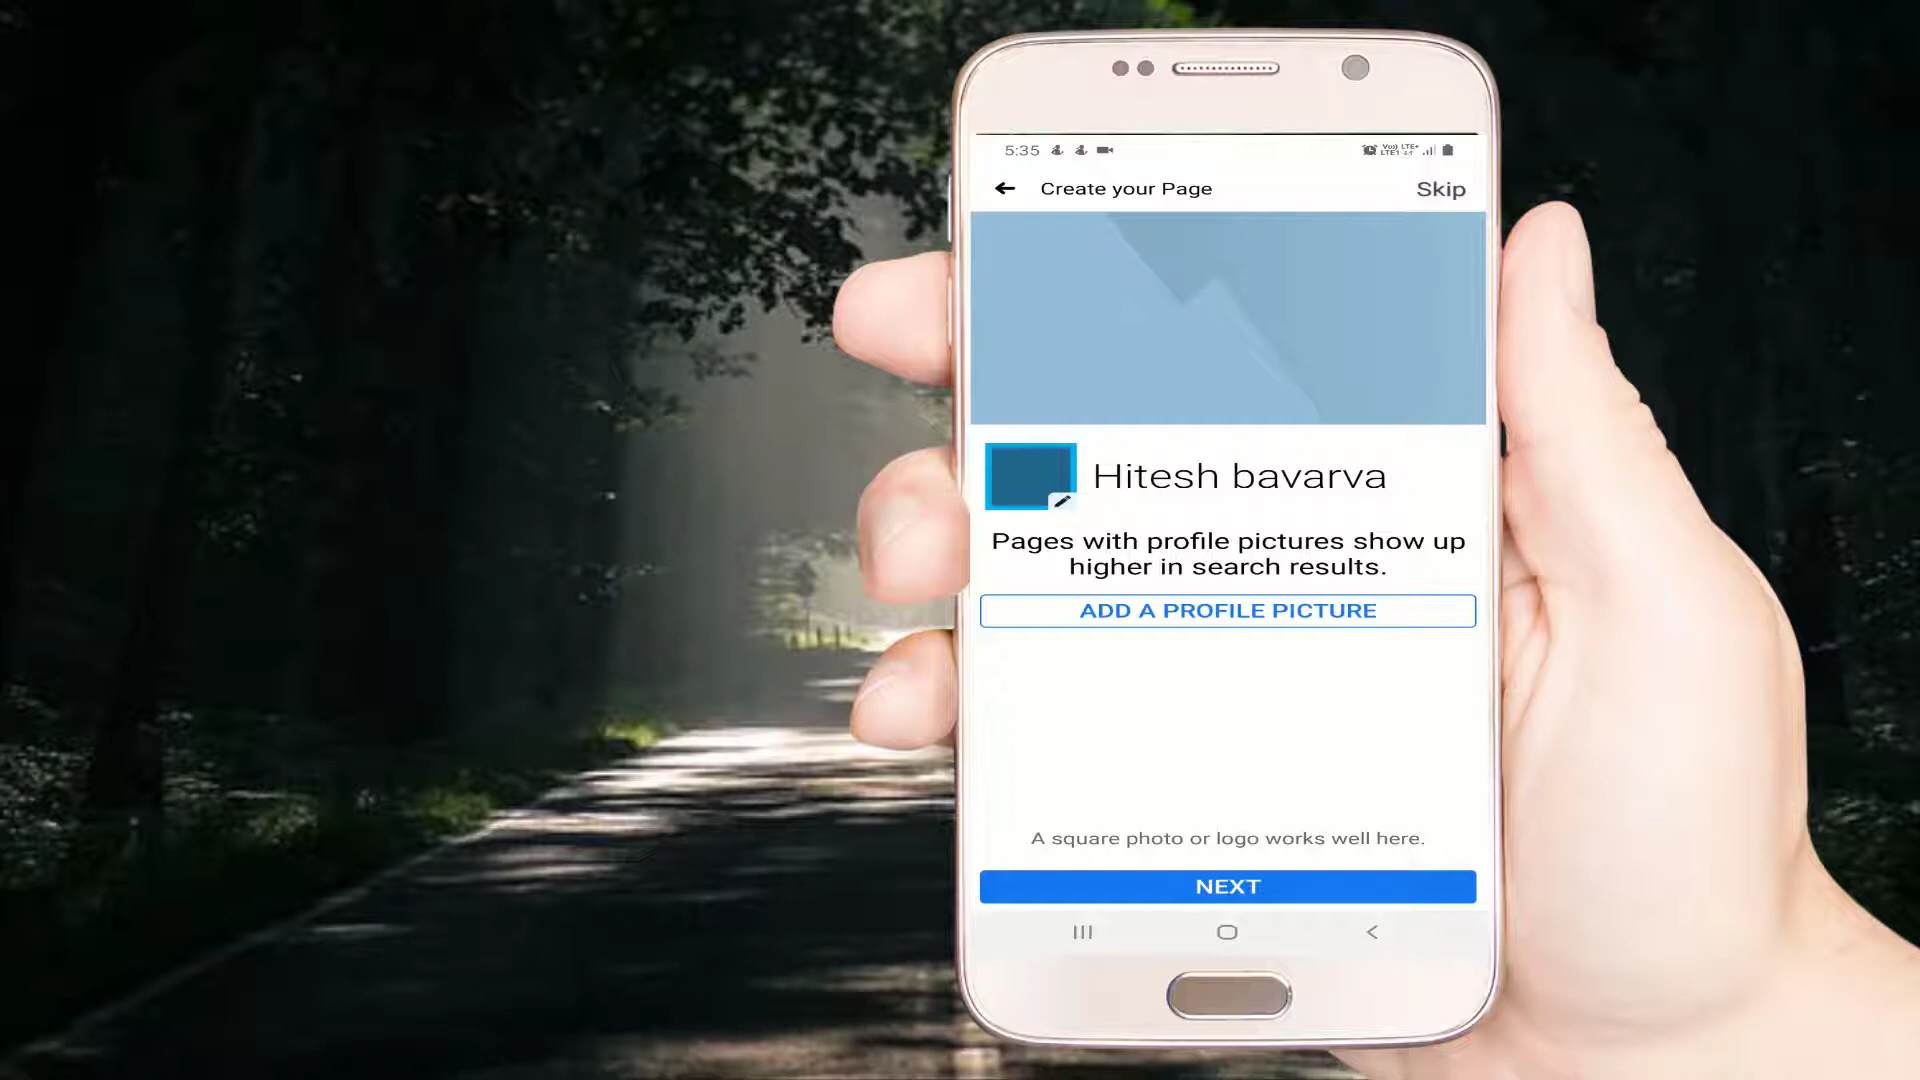 5:35
Create your Page
Skip
Hitesh bavarva
Pages with profile pictures show up
higher in search results.
ADD A PROFILE PICTURE
A square photo or logo works well here.
NEXT